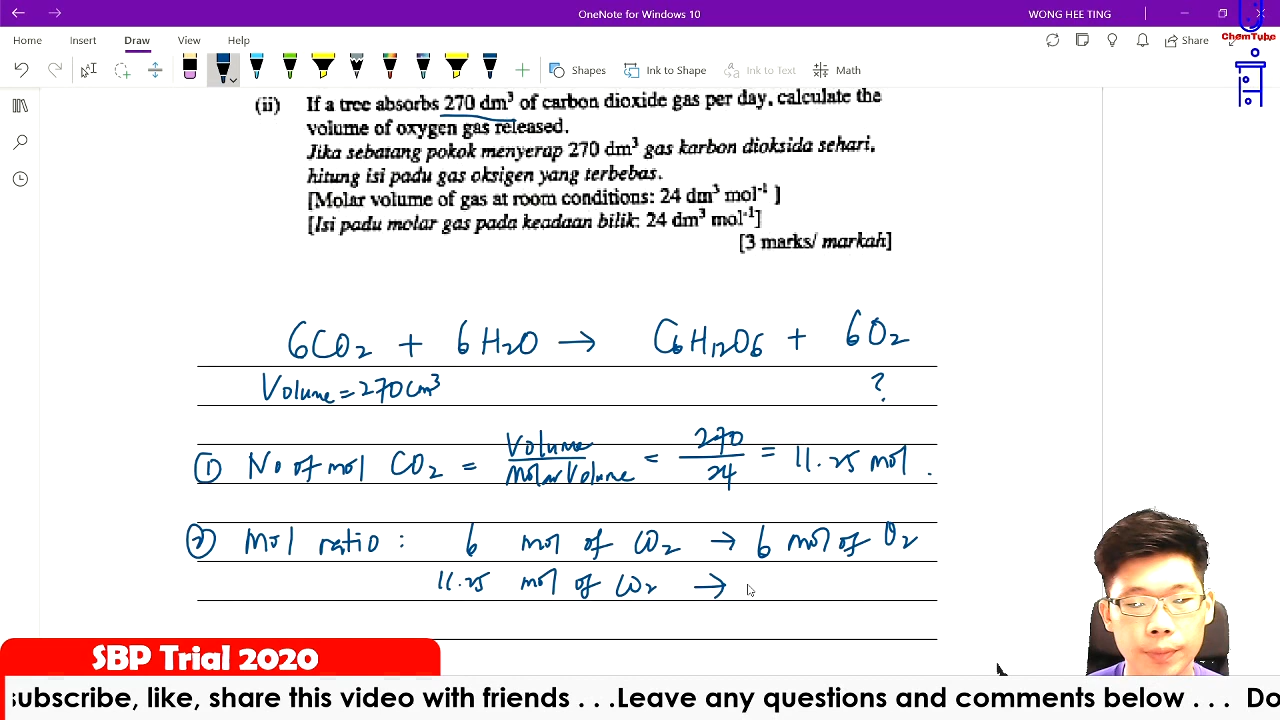 OneNote for Windows 10
WONG HEE TING
ChemTube
Home Insert Draw View Help
Share
Shapes Ink to Shape Ink to Text Math
(ii) If a tree absorbs 270 dm³ of carbon dioxide gas per day, calculate the
volume of oxygen gas released.
Jika sebatang pokok menyerap 270 dm³ gas karbon dioksida sehari,
hitung isi padu gas oksigen yang terbebas.
[Molar volume of gas at room conditions: 24 dm³ mol⁻¹ ]
[Isi padu molar gas pada keadaan bilik: 24 dm³ mol⁻¹]
[3 marks/ markah]
6CO₂ + 6H₂O → C₆H₁₂O₆ + 6O₂
Volume = 270cm³ ?
① No of mol CO₂ = Volume / Molar Volume = 270 / 24 = 11.25 mol.
② Mol ratio : 6 mol of CO₂ → 6 mol of O₂
11.25 mol of CO₂ →
SBP Trial 2020
subscribe, like, share this video with friends . . .Leave any questions and comments below . . . Do